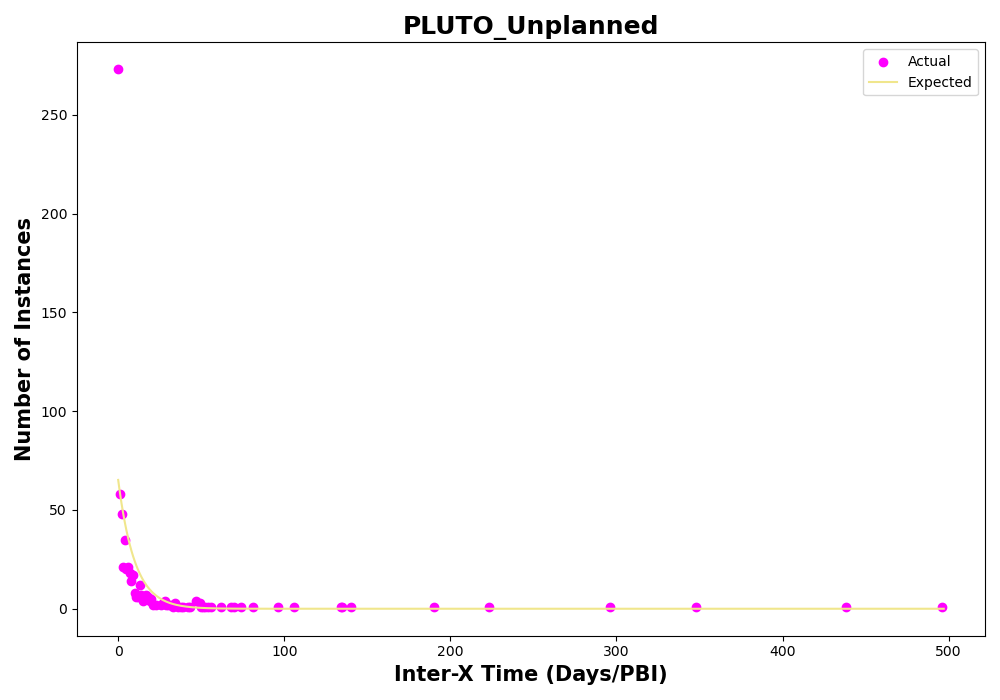 PLUTO_Unplanned
Actual
Expected
Number of Instances
250
200
150
100
50
0
0 100 200 300 400 500
Inter-X Time (Days/PBI)